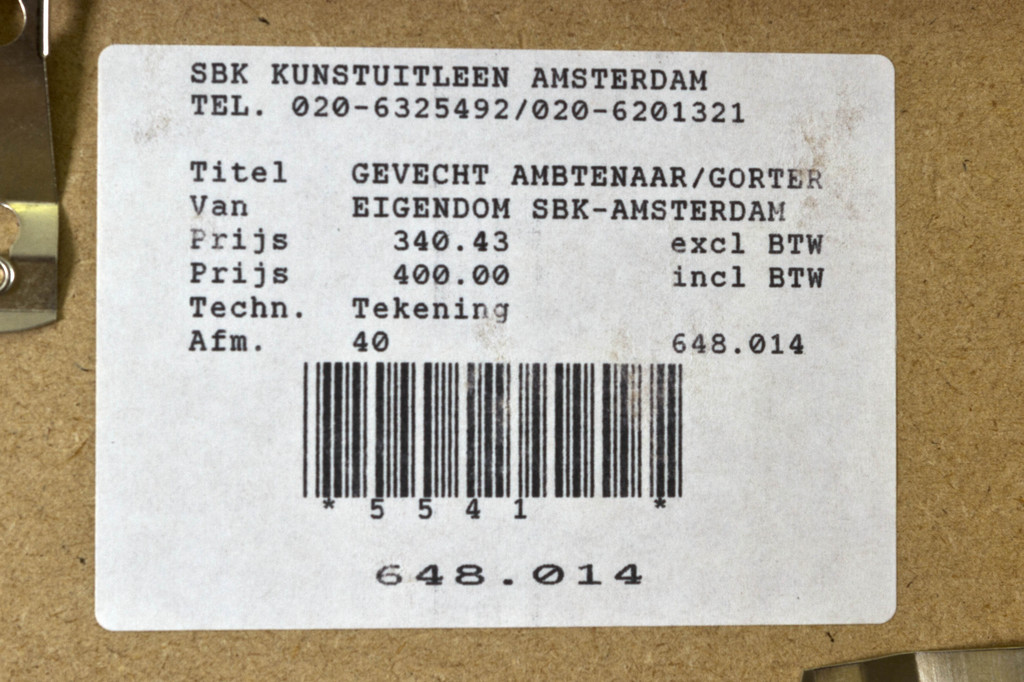 SBK KUNSTUITLEEN AMSTERDAM
TEL. 020-6325492/020-6201321
Titel GEVECHT AMBTENAAR/GORTER
Van EIGENDOM SBK-AMSTERDAM
Prijs 340.43 excl BTW
Prijs 400.00 incl BTW
Techn. Tekening
Afm. 40 648.014
* 5 5 4 1 *
648.014